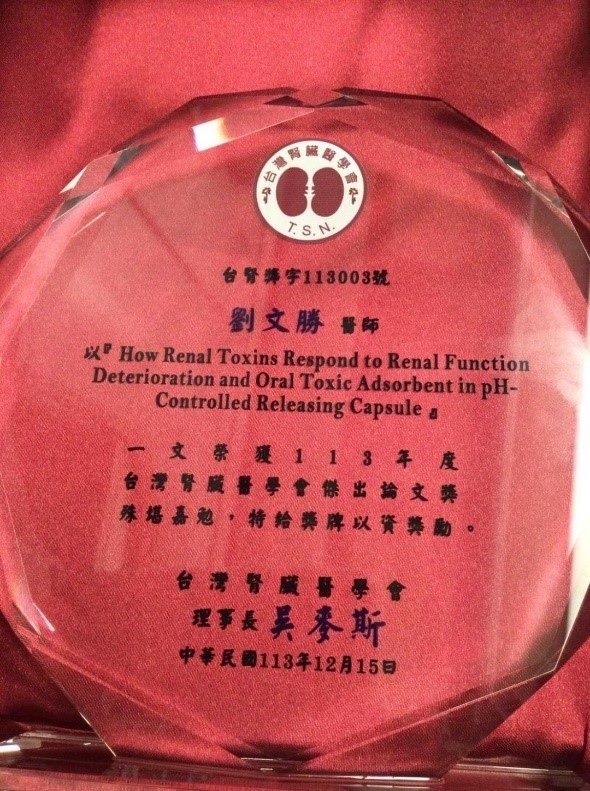 台灣腎臟醫學會
T.S.N.
台腎獎字113003號
劉文勝 醫師
以『How Renal Toxins Respond to Renal Function
Deterioration and Oral Toxic Adsorbent in pH-
Controlled Releasing Capsule』
一文榮獲113年度
台灣腎臟醫學會傑出論文獎
殊堪嘉勉，特給獎牌以資獎勵。
台灣腎臟醫學會
理事長 吳麥斯
中華民國113年12月15日